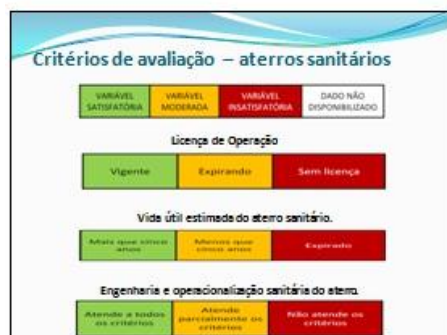 Critérios de avaliação – aterros sanitários
VARIÁVEL SATISFATÓRIA
VARIÁVEL MODERADA
VARIÁVEL INSATISFATÓRIA
DADO NÃO DISPONIBILIZADO
Licença de Operação
Vigente
Expirando
Sem licença
Vida útil estimada do aterro sanitário.
Mais que cinco anos
Menos que cinco anos
Expirado
Engenharia e operacionalização sanitária do aterro.
Atende a todos os critérios
Atende parcialmente os critérios
Não atende os critérios